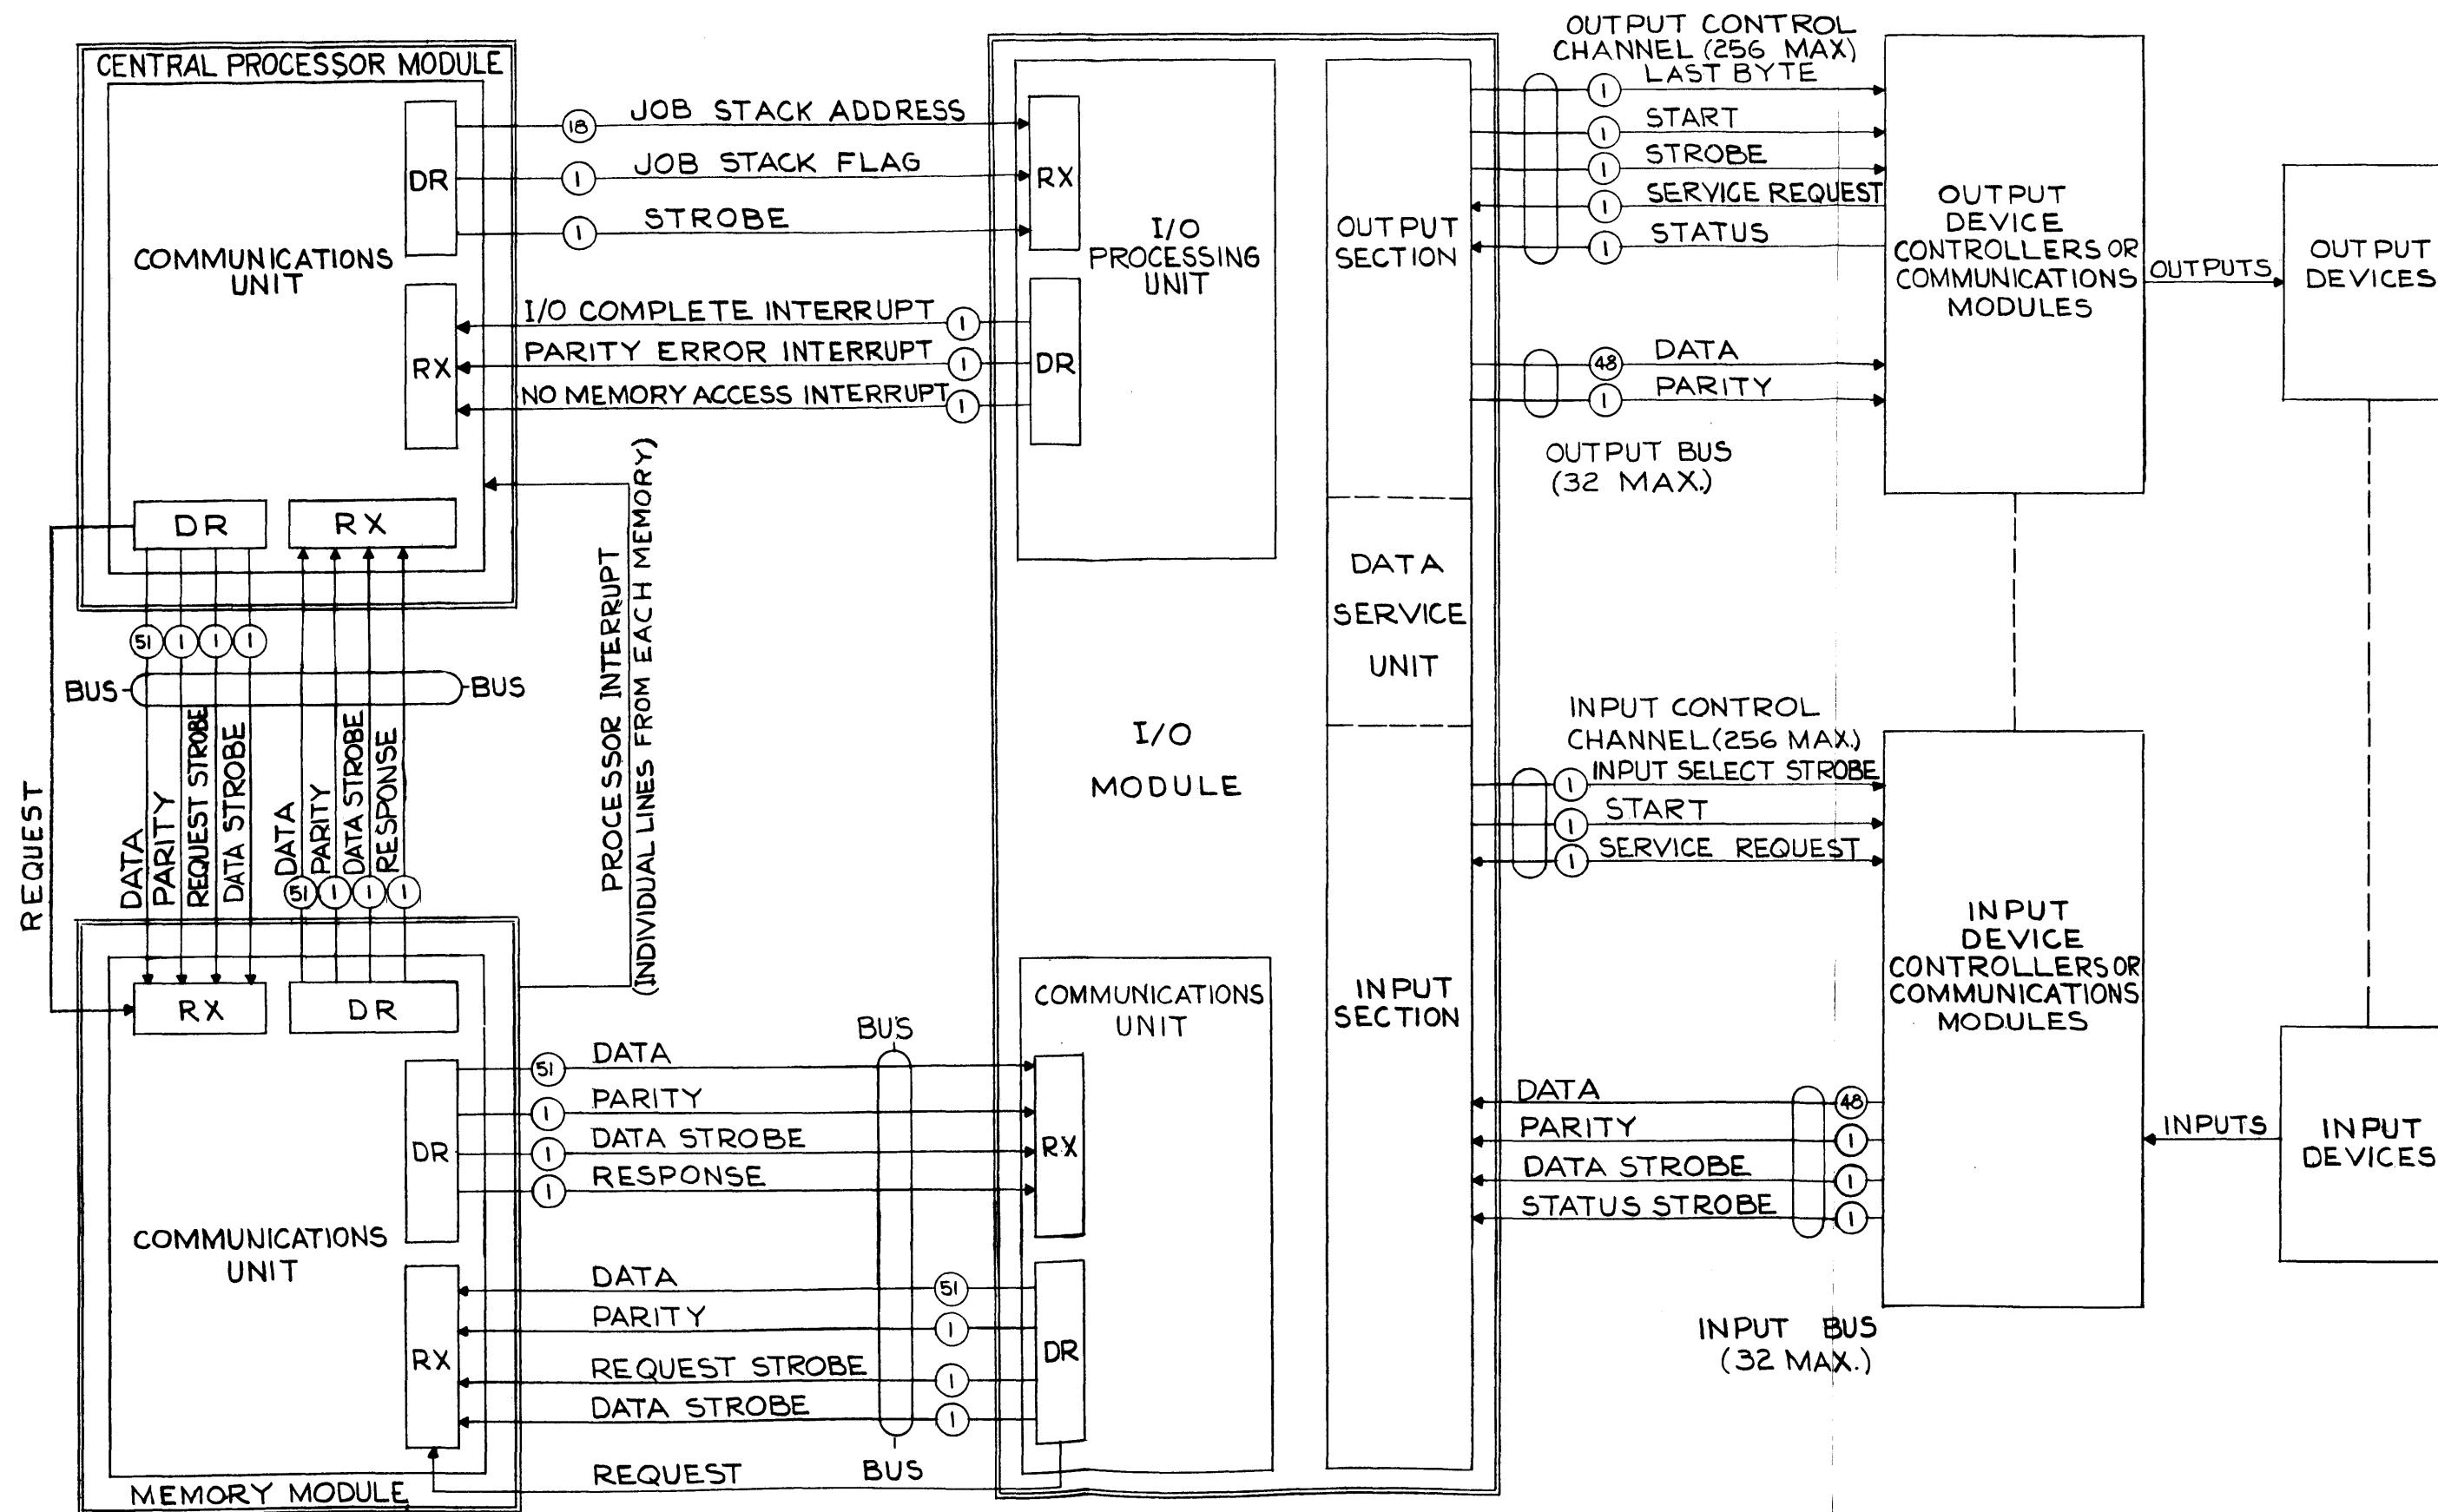 CENTRAL PROCESSOR MODULE
COMMUNICATIONS
UNIT
DR
RX
DR
RX
18
JOB STACK ADDRESS
1
JOB STACK FLAG
1
STROBE
I/O COMPLETE INTERRUPT
1
PARITY ERROR INTERRUPT
1
NO MEMORY ACCESS INTERRUPT
1
RX
DR
I/O
PROCESSING
UNIT
OUTPUT
SECTION
DATA
SERVICE
UNIT
INPUT
SECTION
I/O
MODULE
OUTPUT CONTROL
CHANNEL (256 MAX)
1
LAST BYTE
1
START
1
STROBE
1
SERVICE REQUEST
1
STATUS
48
DATA
1
PARITY
OUTPUT BUS
(32 MAX.)
OUTPUT
DEVICE
CONTROLLERS OR
COMMUNICATIONS
MODULES
OUTPUTS
OUTPUT
DEVICES
51
1
1
1
BUS
BUS
REQUEST
DATA
PARITY
REQUEST STROBE
DATA STROBE
DATA
PARITY
DATA STROBE
RESPONSE
51
1
1
1
PROCESSOR INTERRUPT
(INDIVIDUAL LINES FROM EACH MEMORY)
INPUT CONTROL
CHANNEL (256 MAX.)
1
INPUT SELECT STROBE
1
START
1
SERVICE REQUEST
INPUT
DEVICE
CONTROLLERS OR
COMMUNICATIONS
MODULES
DATA
48
PARITY
1
DATA STROBE
1
STATUS STROBE
1
INPUT BUS
(32 MAX.)
INPUTS
INPUT
DEVICES
RX
DR
COMMUNICATIONS
UNIT
DR
RX
MEMORY MODULE
51
DATA
1
PARITY
1
DATA STROBE
1
RESPONSE
BUS
DATA
51
PARITY
1
REQUEST STROBE
1
DATA STROBE
1
REQUEST
BUS
COMMUNICATIONS
UNIT
RX
DR